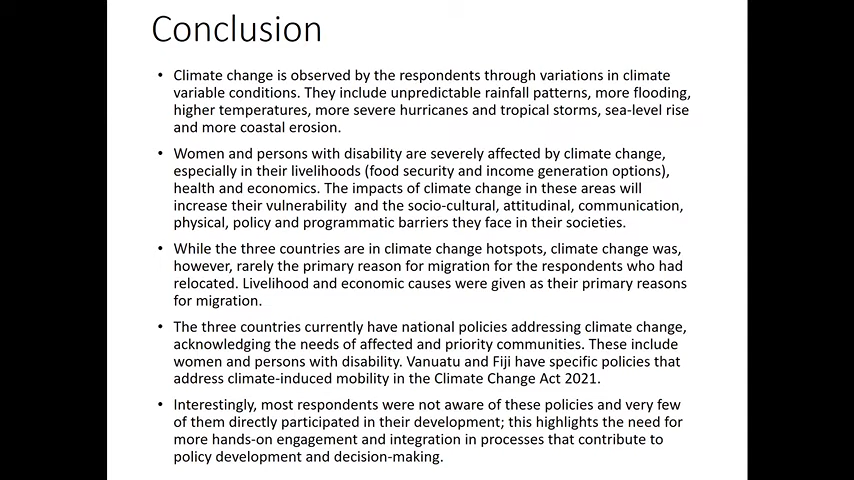 Conclusion
• Climate change is observed by the respondents through variations in climate
variable conditions. They include unpredictable rainfall patterns, more flooding,
higher temperatures, more severe hurricanes and tropical storms, sea-level rise
and more coastal erosion.
• Women and persons with disability are severely affected by climate change,
especially in their livelihoods (food security and income generation options),
health and economics. The impacts of climate change in these areas will
increase their vulnerability and the socio-cultural, attitudinal, communication,
physical, policy and programmatic barriers they face in their societies.
• While the three countries are in climate change hotspots, climate change was,
however, rarely the primary reason for migration for the respondents who had
relocated. Livelihood and economic causes were given as their primary reasons
for migration.
• The three countries currently have national policies addressing climate change,
acknowledging the needs of affected and priority communities. These include
women and persons with disability. Vanuatu and Fiji have specific policies that
address climate-induced mobility in the Climate Change Act 2021.
• Interestingly, most respondents were not aware of these policies and very few
of them directly participated in their development; this highlights the need for
more hands-on engagement and integration in processes that contribute to
policy development and decision-making.